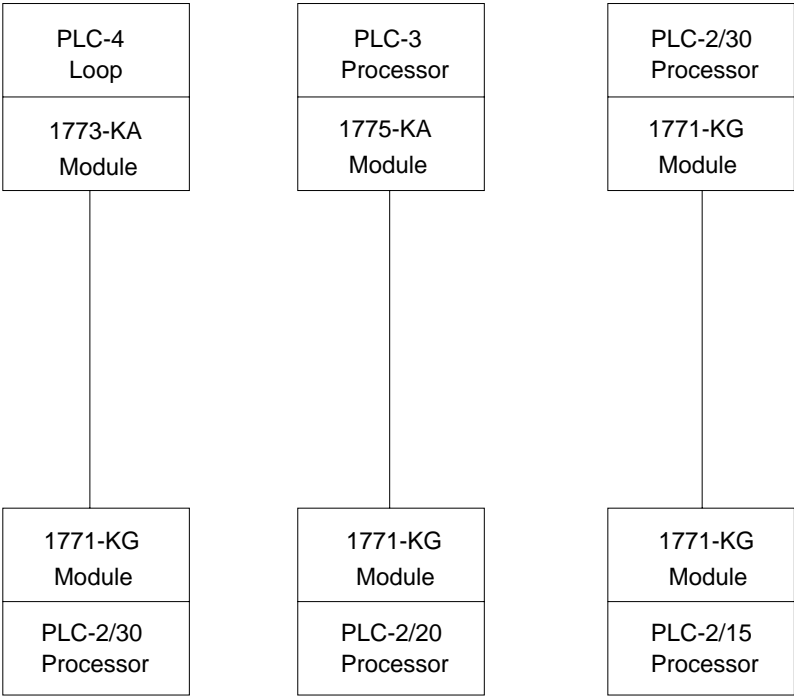 PLC-4
Loop
1773-KA
Module
PLC-3
Processor
1775-KA
Module
PLC-2/30
Processor
1771-KG
Module
1771-KG
Module
PLC-2/30
Processor
1771-KG
Module
PLC-2/20
Processor
1771-KG
Module
PLC-2/15
Processor